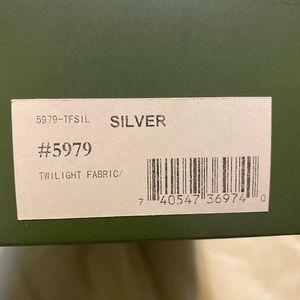 5979-TFSIL SILVER
#5979
TWILIGHT FABRIC/
7 40547 36974 0